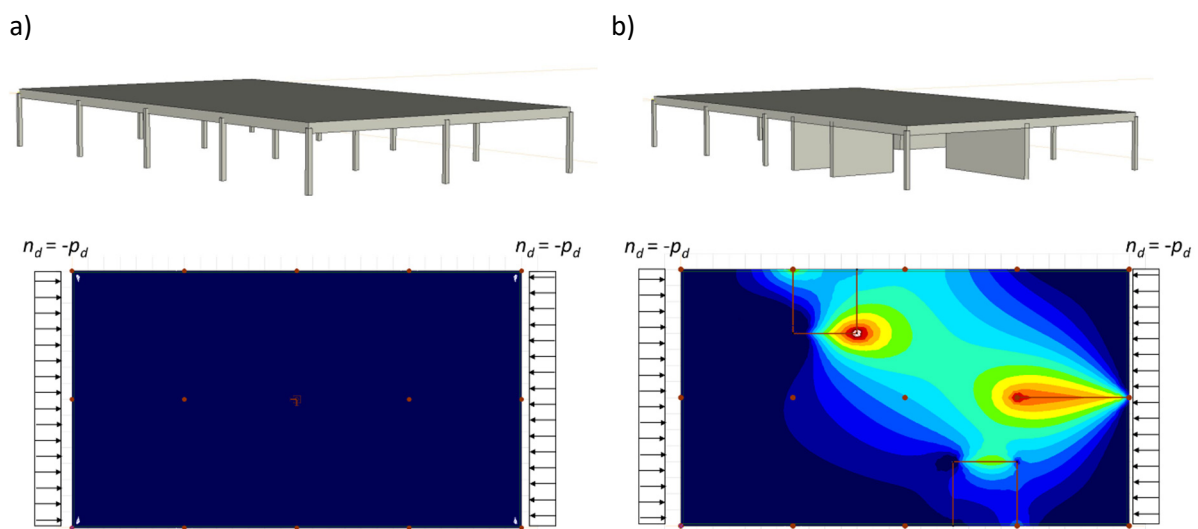 a)
b)
n_d = -p_d
n_d = -p_d
n_d = -p_d
n_d = -p_d